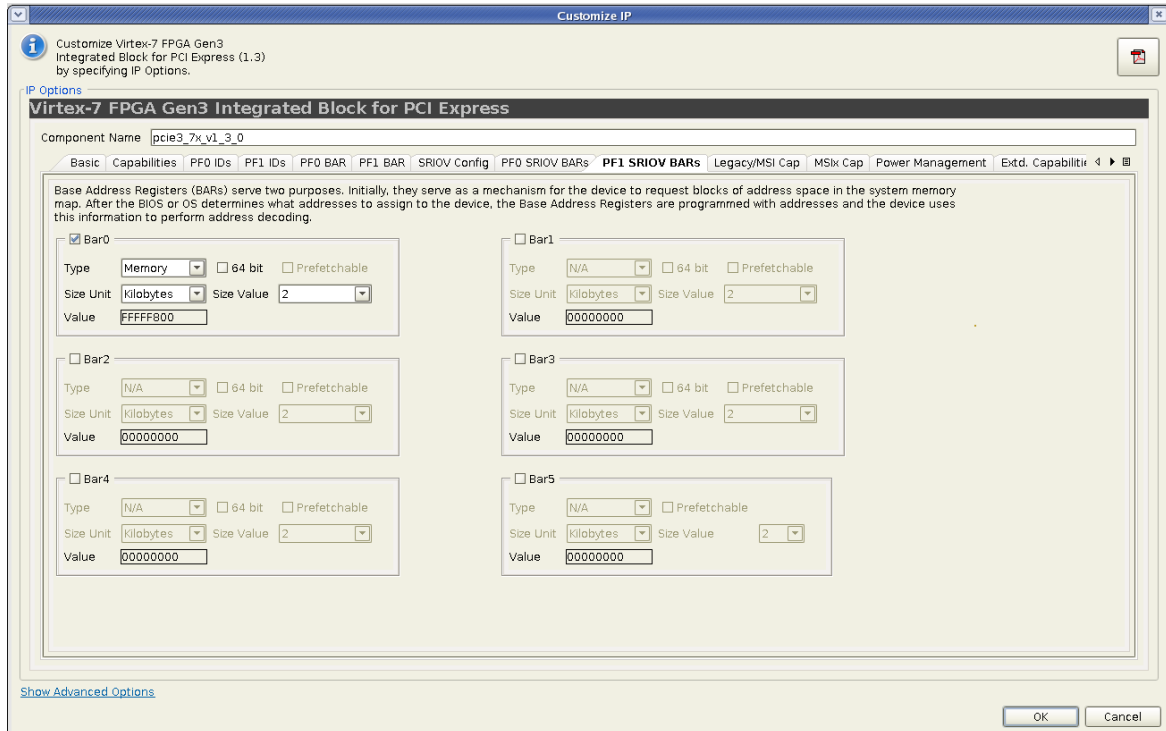 Customize IP
Customize Virtex-7 FPGA Gen3
Integrated Block for PCI Express (1.3)
by specifying IP Options.
IP Options
Virtex-7 FPGA Gen3 Integrated Block for PCI Express
Component Name pcie3_7x_v1_3_0
Basic Capabilities PF0 IDs PF1 IDs PF0 BAR PF1 BAR SRIOV Config PF0 SRIOV BARs PF1 SRIOV BARs Legacy/MSI Cap MSIx Cap Power Management Extd. Capabilitie
Base Address Registers (BARs) serve two purposes. Initially, they serve as a mechanism for the device to request blocks of address space in the system memory
map. After the BIOS or OS determines what addresses to assign to the device, the Base Address Registers are programmed with addresses and the device uses
this information to perform address decoding.
Bar0
Type Memory 64 bit Prefetchable
Size Unit Kilobytes Size Value 2
Value FFFFF800
Bar1
Type N/A 64 bit Prefetchable
Size Unit Kilobytes Size Value 2
Value 00000000
Bar2
Type N/A 64 bit Prefetchable
Size Unit Kilobytes Size Value 2
Value 00000000
Bar3
Type N/A 64 bit Prefetchable
Size Unit Kilobytes Size Value 2
Value 00000000
Bar4
Type N/A 64 bit Prefetchable
Size Unit Kilobytes Size Value 2
Value 00000000
Bar5
Type N/A Prefetchable
Size Unit Kilobytes Size Value 2
Value 00000000
Show Advanced Options
OK Cancel